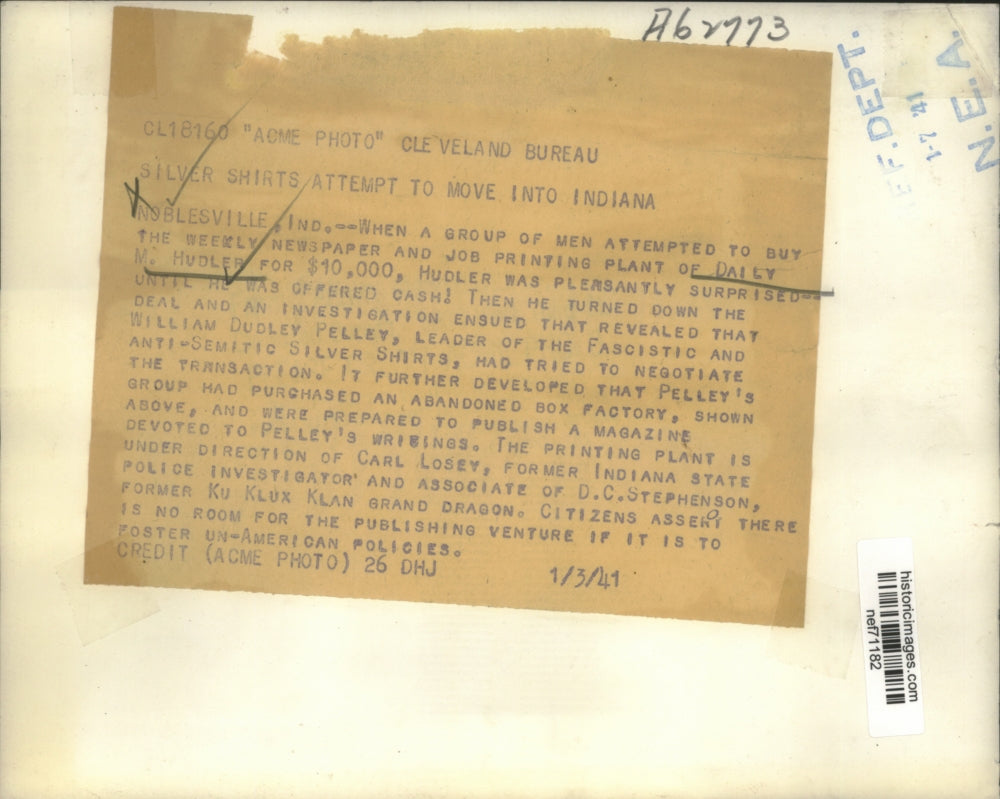 A62773
EF. DEPT.
1-7 '41
N.E.A.
CL18160 "ACME PHOTO" CLEVELAND BUREAU
SILVER SHIRTS ATTEMPT TO MOVE INTO INDIANA
NOBLESVILLE, IND.--WHEN A GROUP OF MEN ATTEMPTED TO BUY
THE WEEKLY NEWSPAPER AND JOB PRINTING PLANT OF DAILY
M. HUDLER FOR $10,000, HUDLER WAS PLEASANTLY SURPRISED--
UNTIL HE WAS OFFERED CASH! THEN HE TURNED DOWN THE
DEAL AND AN INVESTIGATION ENSUED THAT REVEALED THAT
WILLIAM DUDLEY PELLEY, LEADER OF THE FASCISTIC AND
ANTI-SEMITIC SILVER SHIRTS, HAD TRIED TO NEGOTIATE
THE TRANSACTION. IT FURTHER DEVELOPED THAT PELLEY'S
GROUP HAD PURCHASED AN ABANDONED BOX FACTORY, SHOWN
ABOVE, AND WERE PREPARED TO PUBLISH A MAGAZINE
DEVOTED TO PELLEY'S WRITINGS. THE PRINTING PLANT IS
UNDER DIRECTION OF CARL LOSEY, FORMER INDIANA STATE
POLICE INVESTIGATOR AND ASSOCIATE OF D.C.STEPHENSON,
FORMER KU KLUX KLAN GRAND DRAGON. CITIZENS ASSERT THERE
IS NO ROOM FOR THE PUBLISHING VENTURE IF IT IS TO
FOSTER UN-AMERICAN POLICIES.
CREDIT (ACME PHOTO) 26 DHJ 1/3/41
historicimages.com
nef71182